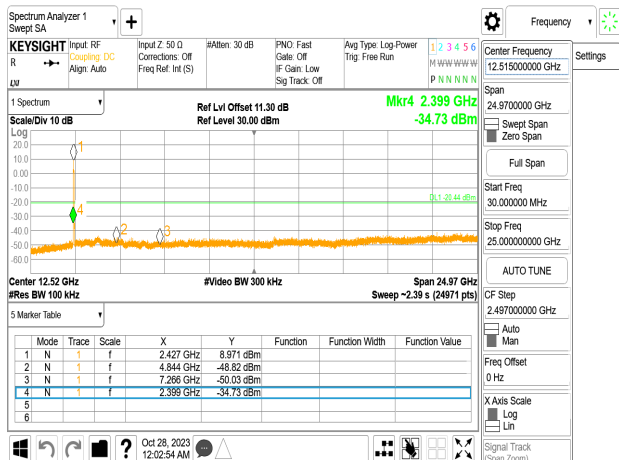 Spectrum Analyzer 1
Swept SA
▼
+
Frequency ▼
KEYSIGHT
R
Input: RF
Coupling: DC
Align: Auto
Input Z: 50 Ω
Corrections: Off
Freq Ref: Int (S)
#Atten: 30 dB
PNO: Fast
Gate: Off
IF Gain: Low
Sig Track: Off
Avg Type: Log-Power
Trig: Free Run
1 2 3 4 5 6
M W W W W W
P N N N N N
1 Spectrum ▼
Scale/Div 10 dB
Ref Lvl Offset 11.30 dB
Ref Level 30.00 dBm
Mkr4 2.399 GHz
-34.73 dBm
Log
20.0
10.0
0.00
-10.0
-20.0
-30.0
-40.0
-50.0
-60.0
1
4
2
3
DL1 -20.44 dBm
Center 12.52 GHz
#Res BW 100 kHz
#Video BW 300 kHz
Span 24.97 GHz
Sweep ~2.39 s (24971 pts)
5 Marker Table ▼
Mode Trace Scale X Y Function Function Width Function Value
1 N 1 f 2.427 GHz 8.971 dBm
2 N 1 f 4.844 GHz -48.82 dBm
3 N 1 f 7.266 GHz -50.03 dBm
4 N 1 f 2.399 GHz -34.73 dBm
5
6
?
Oct 28, 2023
12:02:54 AM
Center Frequency
12.515000000 GHz
Settings
Span
24.9700000 GHz
Swept Span
Zero Span
Full Span
Start Freq
30.000000 MHz
Stop Freq
25.000000000 GHz
AUTO TUNE
CF Step
2.497000000 GHz
Auto
Man
Freq Offset
0 Hz
X Axis Scale
Log
Lin
Signal Track
(Span Zoom)